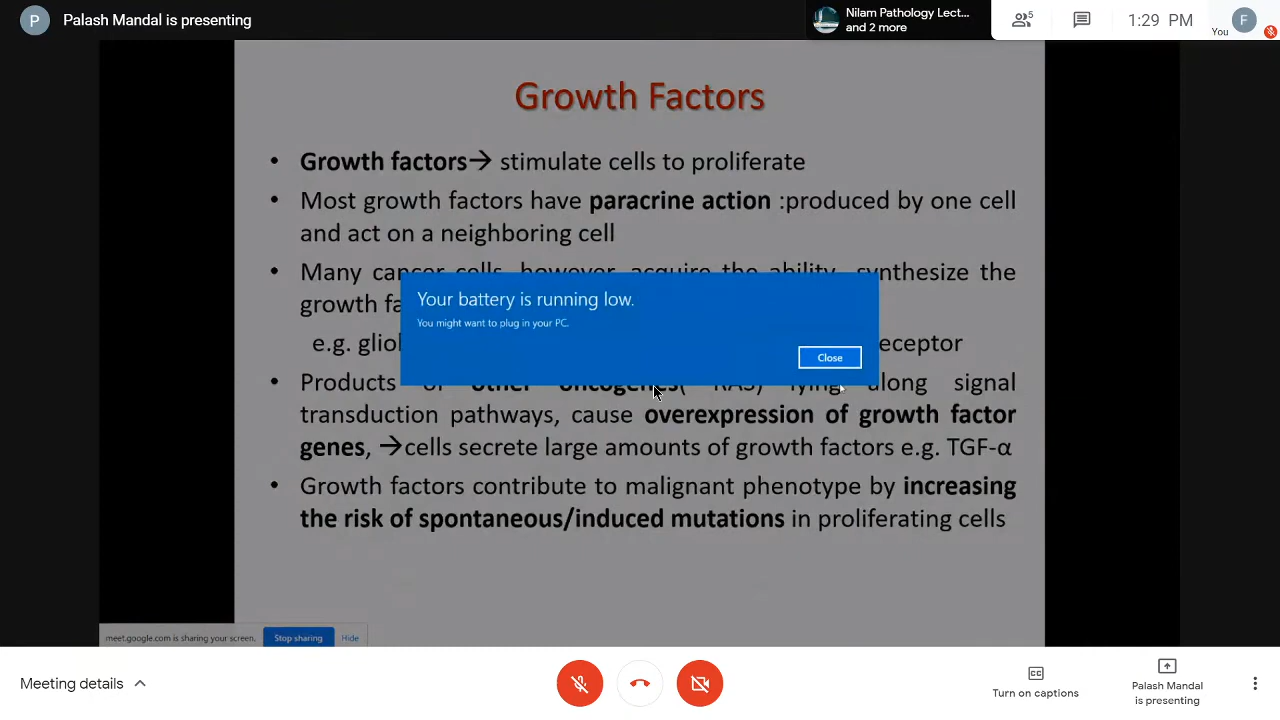 P Palash Mandal is presenting
Nilam Pathology Lect...
and 2 more
5
1:29 PM
You
F
Growth Factors
• Growth factors→ stimulate cells to proliferate
• Most growth factors have paracrine action :produced by one cell
and act on a neighboring cell
• Many cancer cells, however, acquire the ability, synthesize the
growth
e.g. eceptor
Your battery is running low.
You might want to plug in your PC.
Close
• Products of other oncogenes( RAS) lying along signal
transduction pathways, cause overexpression of growth factor
genes, →cells secrete large amounts of growth factors e.g. TGF-α
• Growth factors contribute to malignant phenotype by increasing
the risk of spontaneous/induced mutations in proliferating cells
meet.google.com is sharing your screen. Stop sharing Hide
Meeting details
CC
Turn on captions
Palash Mandal
is presenting